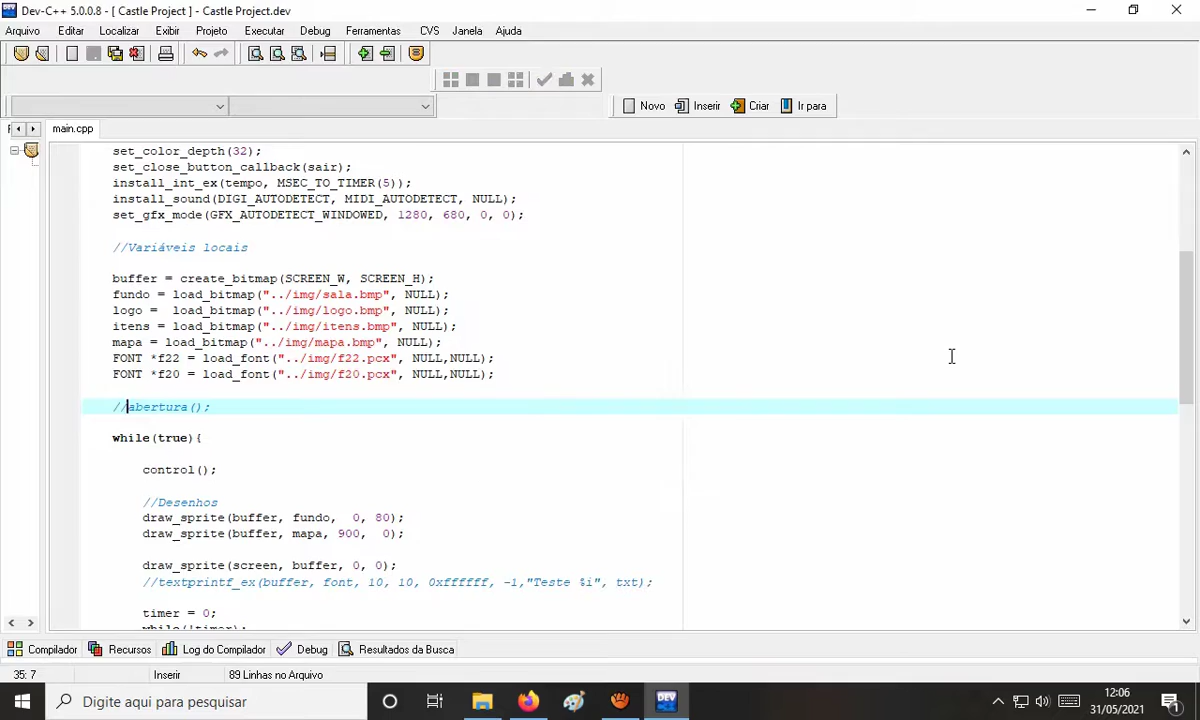 Dev-C++ 5.0.0.8 - [ Castle Project ] - Castle Project.dev
Arquivo Editar Localizar Exibir Projeto Executar Debug Ferramentas CVS Janela Ajuda
Novo Inserir Criar Ir para
main.cpp
set_color_depth(32);
set_close_button_callback(sair);
install_int_ex(tempo, MSEC_TO_TIMER(5));
install_sound(DIGI_AUTODETECT, MIDI_AUTODETECT, NULL);
set_gfx_mode(GFX_AUTODETECT_WINDOWED, 1280, 680, 0, 0);
//Variáveis locais
buffer = create_bitmap(SCREEN_W, SCREEN_H);
fundo = load_bitmap("../img/sala.bmp", NULL);
logo =  load_bitmap("../img/logo.bmp", NULL);
itens = load_bitmap("../img/itens.bmp", NULL);
mapa = load_bitmap("../img/mapa.bmp", NULL);
FONT *f22 = load_font("../img/f22.pcx", NULL,NULL);
FONT *f20 = load_font("../img/f20.pcx", NULL,NULL);
//abertura();
while(true){
control();
//Desenhos
draw_sprite(buffer, fundo,  0, 80);
draw_sprite(buffer, mapa, 900,  0);
draw_sprite(screen, buffer, 0, 0);
//textprintf_ex(buffer, font, 10, 10, 0xffffff, -1,"Teste %i", txt);
timer = 0;
while(!timer);
Compilador Recursos Log do Compilador Debug Resultados da Busca
35: 7 Inserir 89 Linhas no Arquivo
Digite aqui para pesquisar
DEV
12:06
31/05/2021
1